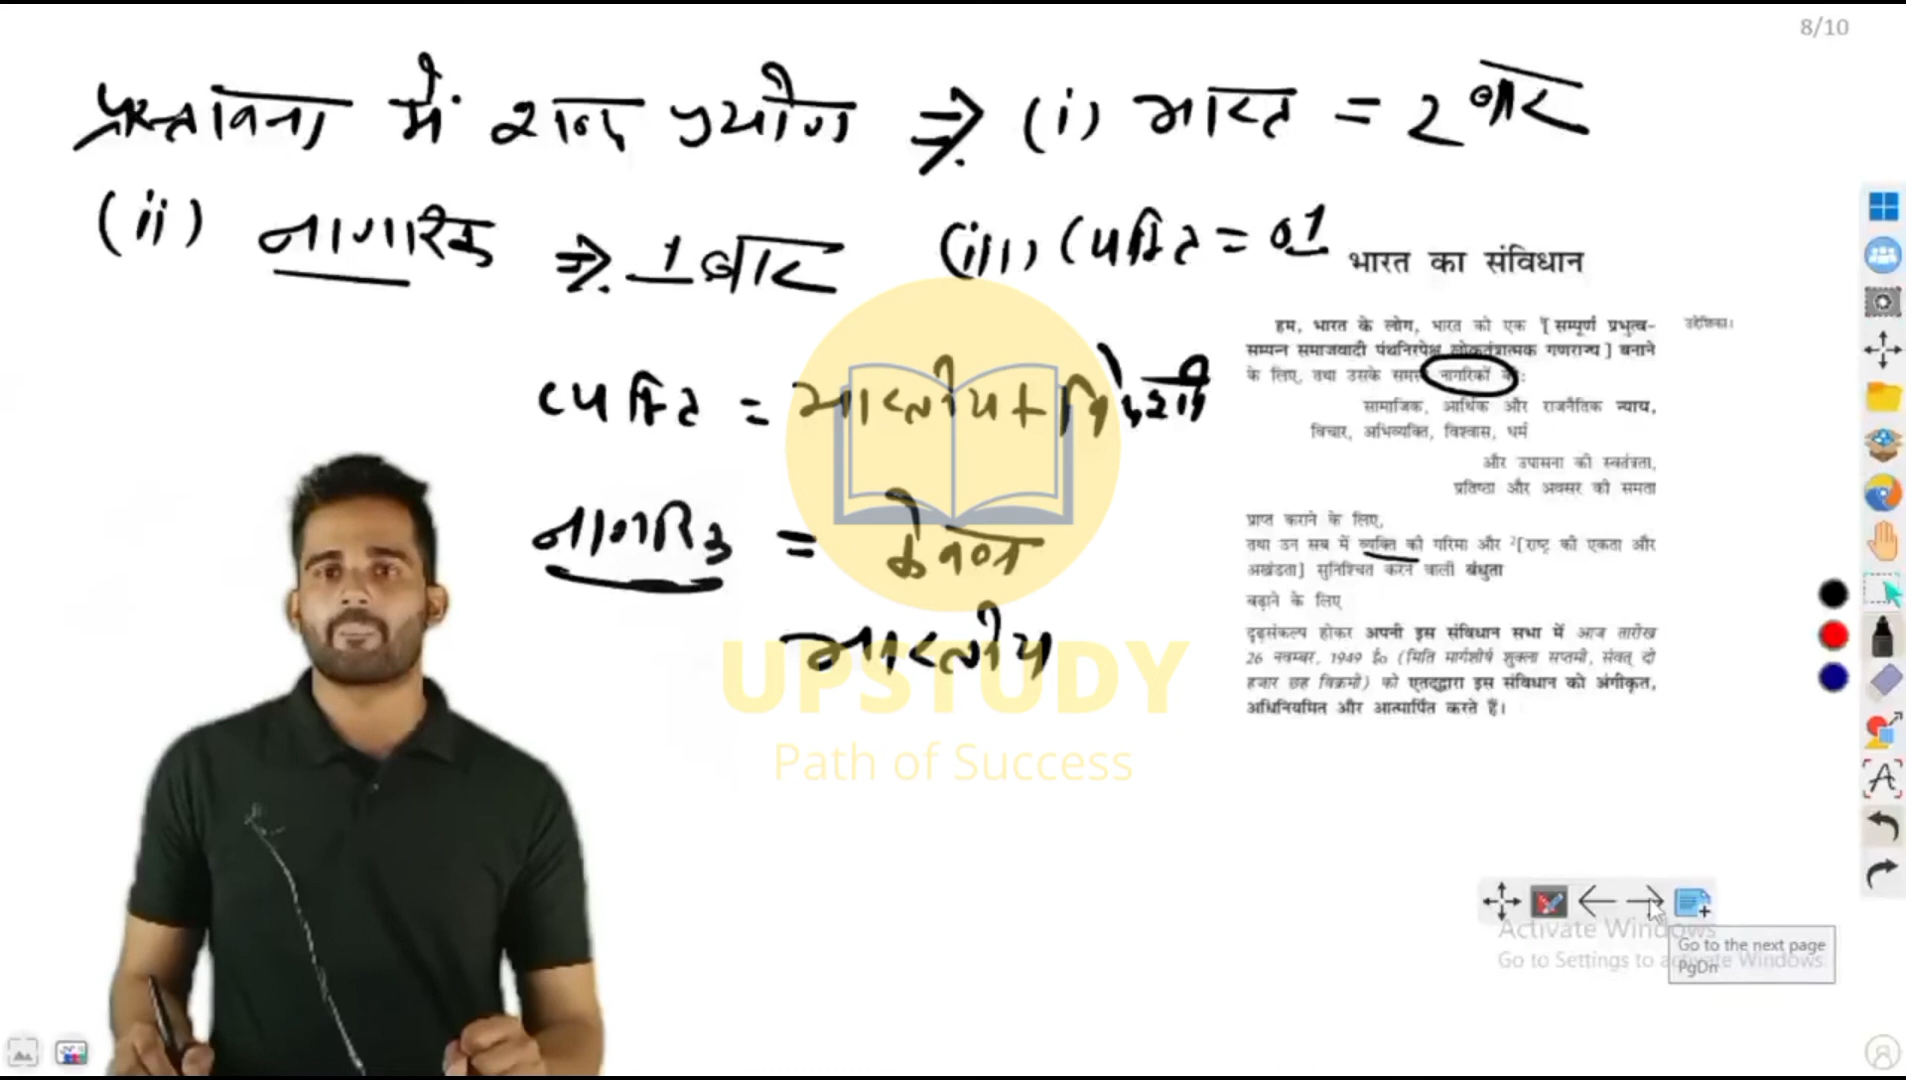 8/10
प्रस्तावना में शब्द प्रयोग ⇒ (i) भारत = 2 बार
(ii) नागरिक ⇒ 1 बार (iii) व्यक्ति = 01
भारत का संविधान
हम, भारत के लोग, भारत को एक ¹[सम्पूर्ण प्रभुत्व-
उद्देशिका।
सम्पन्न समाजवादी पंथनिरपेक्ष लोकतंत्रात्मक गणराज्य] बनाने
के लिए, तथा उसके समस्त नागरिकों को:
सामाजिक, आर्थिक और राजनैतिक न्याय,
विचार, अभिव्यक्ति, विश्वास, धर्म
और उपासना की स्वतंत्रता,
प्रतिष्ठा और अवसर की समता
प्राप्त कराने के लिए,
तथा उन सब में व्यक्ति की गरिमा और ²[राष्ट्र की एकता और
अखंडता] सुनिश्चित करने वाली बंधुता
बढ़ाने के लिए
दृढ़संकल्प होकर अपनी इस संविधान सभा में आज तारीख
26 नवम्बर, 1949 ई० (मिति मार्गशीर्ष शुक्ला सप्तमी, संवत् दो
हजार छह विक्रमी) को एतद्द्वारा इस संविधान को अंगीकृत,
अधिनियमित और आत्मार्पित करते हैं।
व्यक्ति = भारतीय + विदेशी
नागरिक = केवल
भारतीय
UPSTUDY
Path of Success
Activate Windows
Go to Settings to activate Windows.
Go to the next page
PgDn